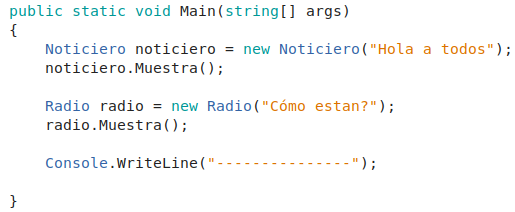 public static void Main(string[] args)
{
    Noticiero noticiero = new Noticiero("Hola a todos");
    noticiero.Muestra();

    Radio radio = new Radio("Cómo estan?");
    radio.Muestra();

    Console.WriteLine("---------------");

}